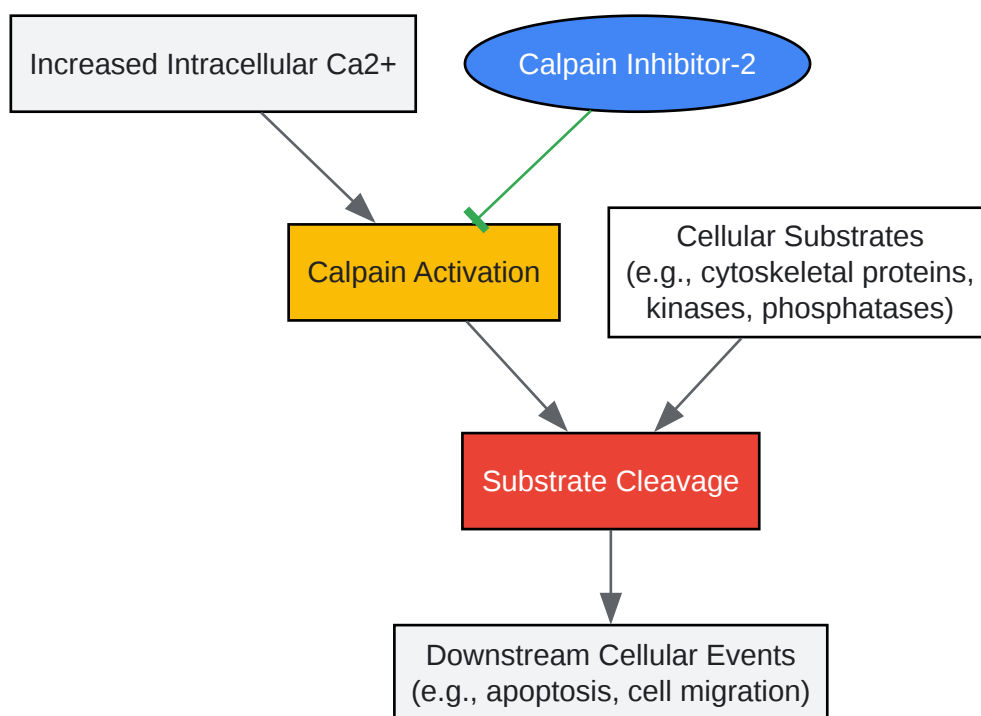 Increased Intracellular Ca2+
Calpain Inhibitor-2
Calpain Activation
Cellular Substrates
(e.g., cytoskeletal proteins,
kinases, phosphatases)
Substrate Cleavage
Downstream Cellular Events
(e.g., apoptosis, cell migration)